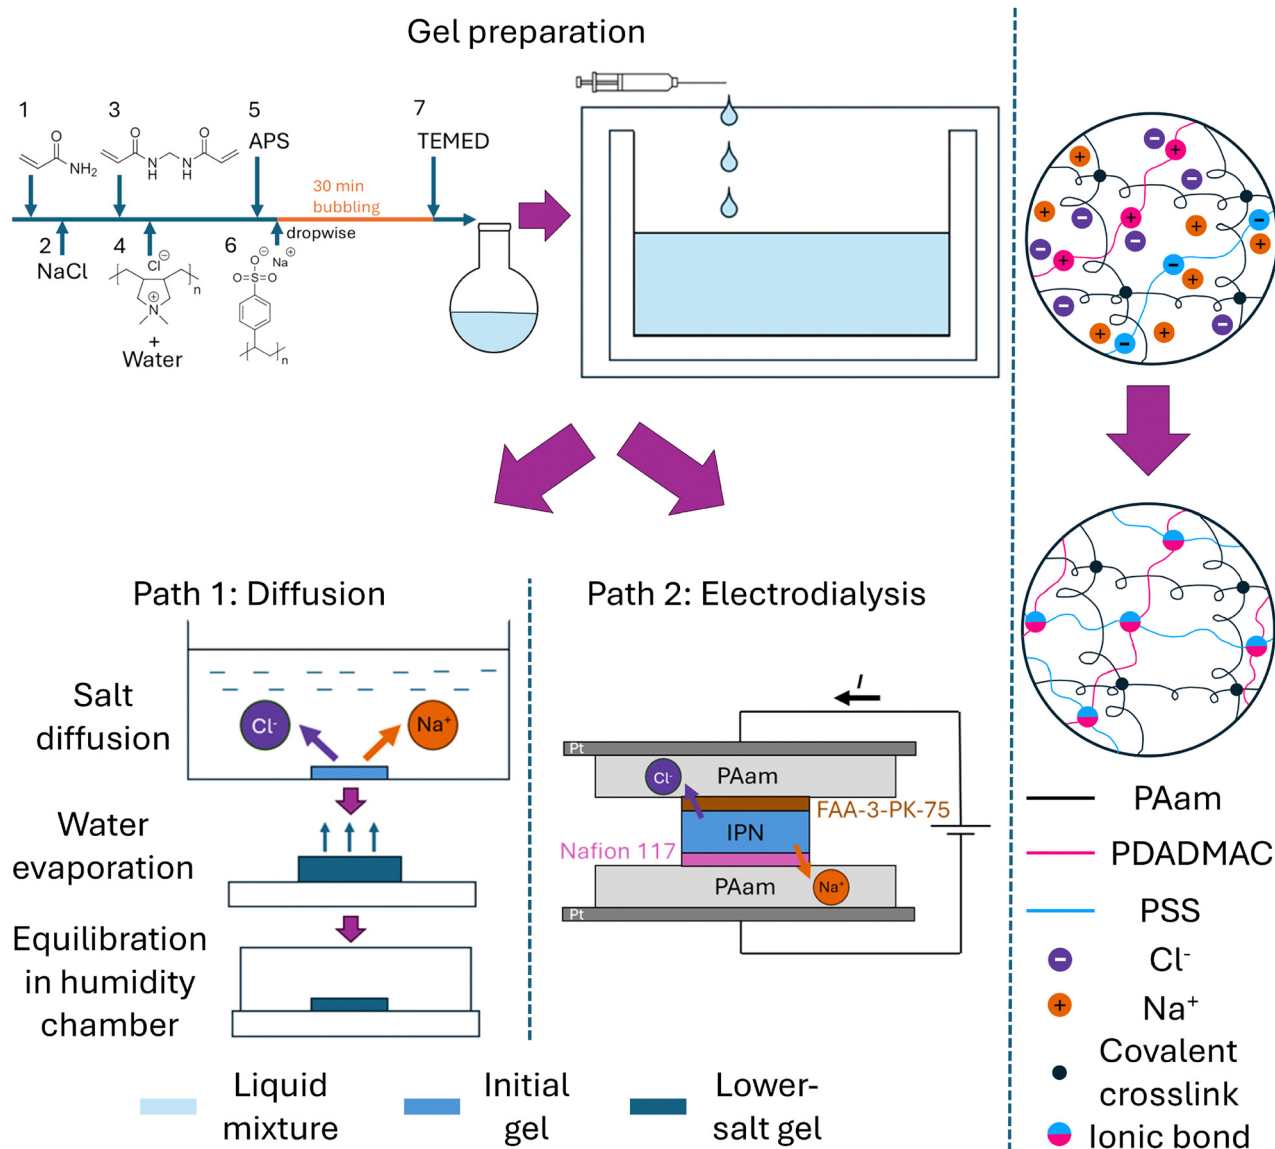 Gel preparation
1
3
5
7
O
NH₂
O
O
N
H
N
H
APS
TEMED
30 min
bubbling
dropwise
2
4
6
NaCl
Cl⁻
n
N
+
+
Water
O⁻
Na⁺
O
S
O
n
Path 1: Diffusion
Salt
diffusion
Cl⁻
Na⁺
Water
evaporation
Equilibration
in humidity
chamber
Path 2: Electrodialysis
I
Pt
Cl⁻
PAam
FAA-3-PK-75
IPN
Nafion 117
PAam
Na⁺
Pt
Liquid
mixture
Initial
gel
Lower-
salt gel
PAam
PDADMAC
PSS
Cl⁻
Na⁺
Covalent
crosslink
Ionic bond